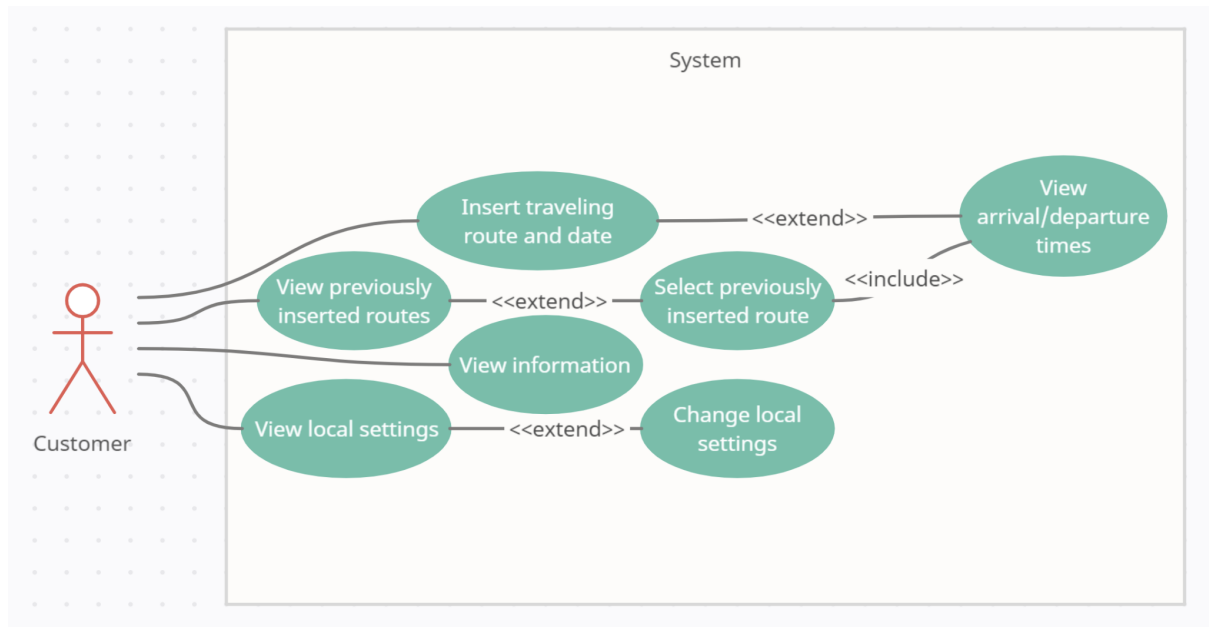 System
View
arrival/departure
times
Insert traveling
route and date
<<extend>>
<<include>>
View previously
inserted routes
<<extend>>
Select previously
inserted route
View information
View local settings
<<extend>>
Change local
settings
Customer